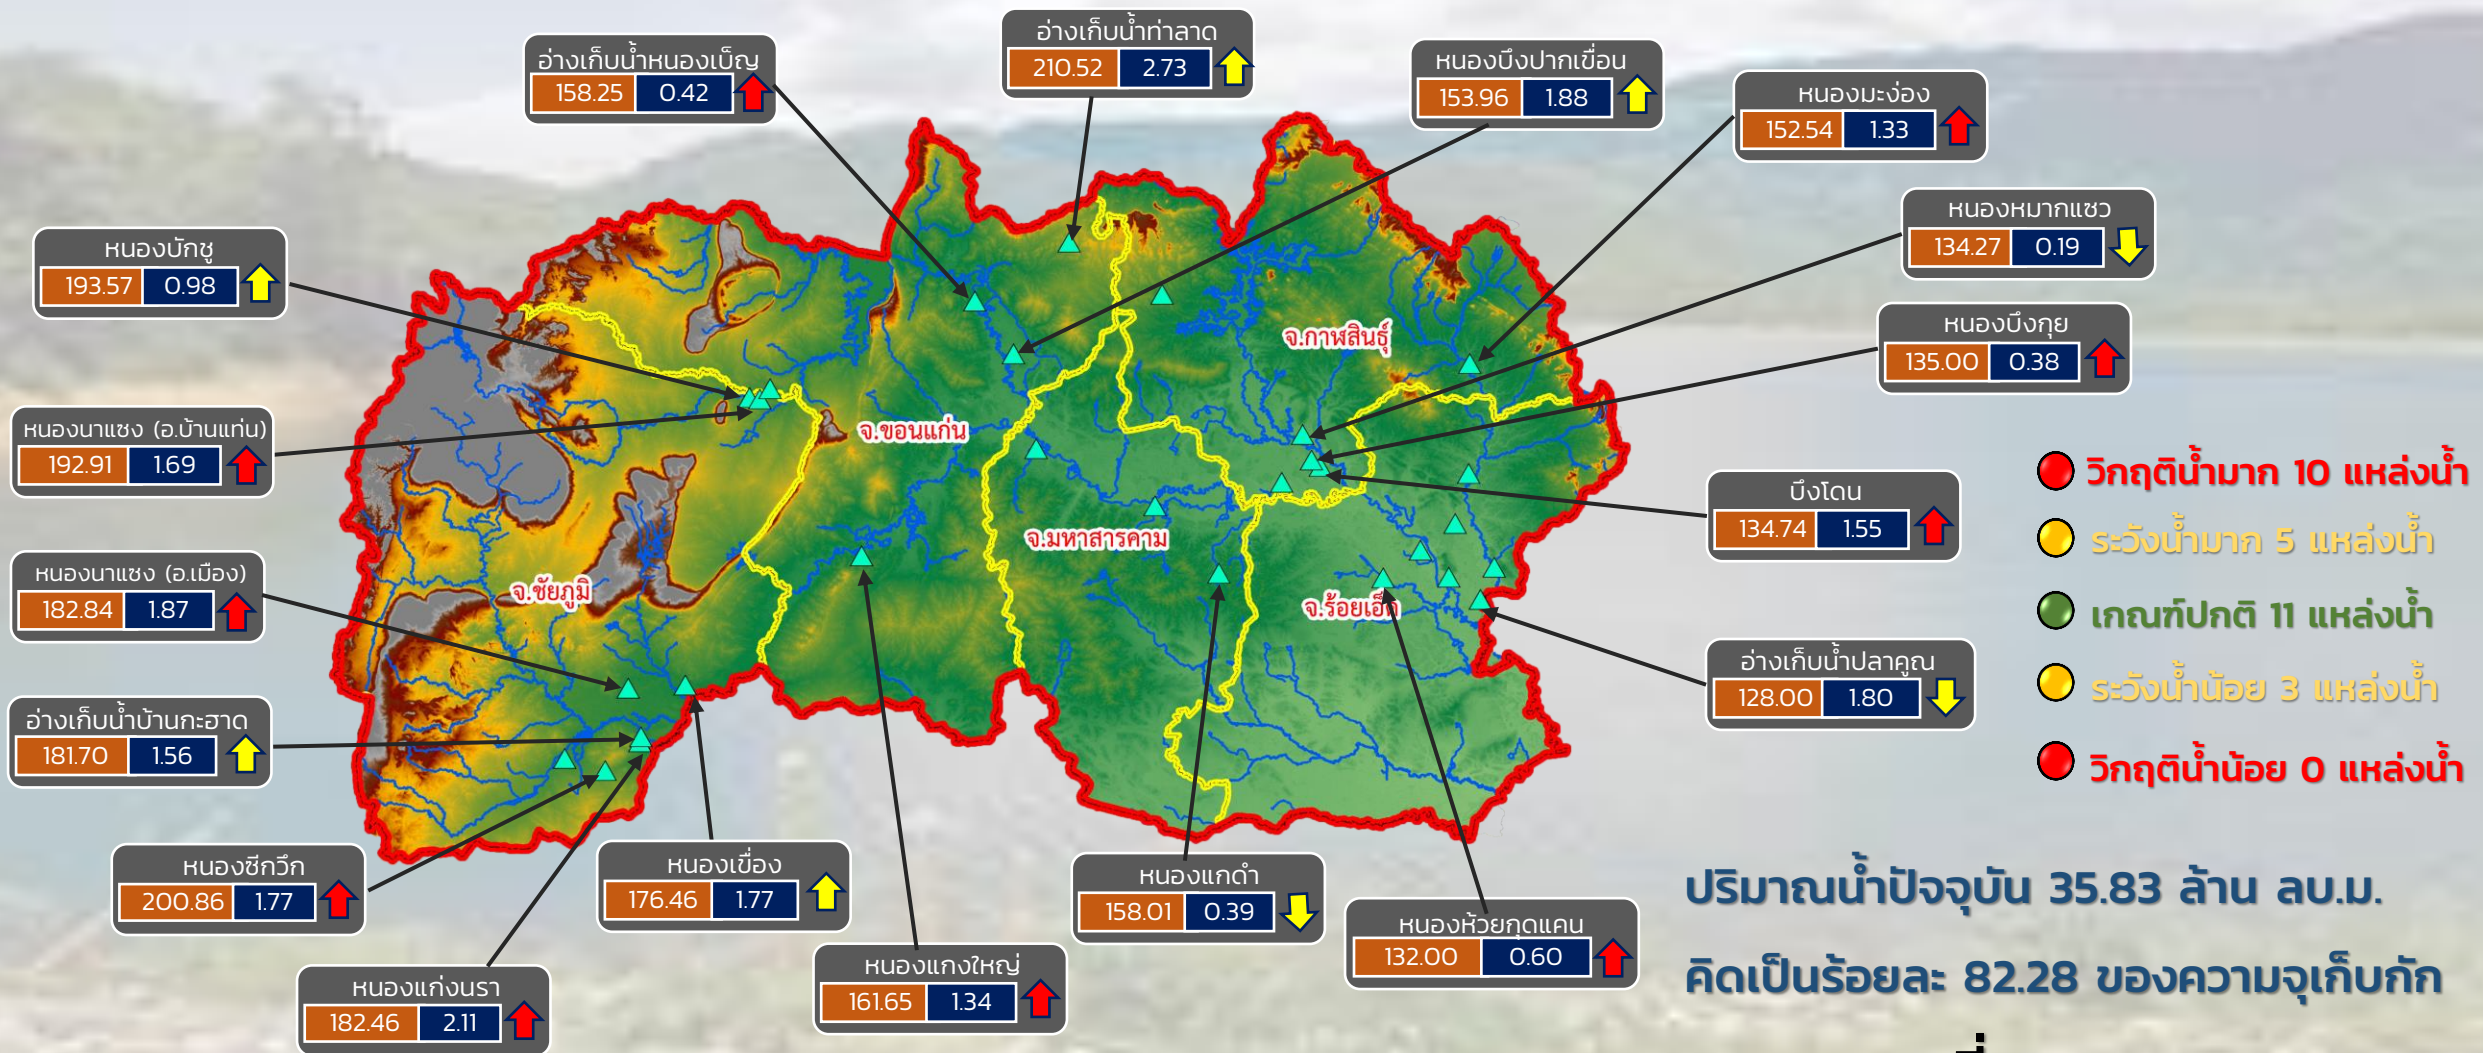 อ่างเก็บน้ำท่าลาด
210.52 2.73
อ่างเก็บน้ำหนองเบ็ญ
158.25 0.42
หนองบึงปากเขื่อน
153.96 1.88
หนองมะง่อง
152.54 1.33
หนองหมากแซว
134.27 0.19
หนองบักชู
193.57 0.98
หนองบึงกุย
135.00 0.38
จ.กาฬสินธุ์
หนองนาแซง (อ.บ้านแท่น)
192.91 1.69
จ.ขอนแก่น
วิกฤติน้ำมาก 10 แหล่งน้ำ
บึงโดน
134.74 1.55
ระวังน้ำมาก 5 แหล่งน้ำ
จ.มหาสารคาม
หนองนาแซง (อ.เมือง)
182.84 1.87
จ.ชัยภูมิ
จ.ร้อยเอ็ด
เกณฑ์ปกติ 11 แหล่งน้ำ
อ่างเก็บน้ำปลาคูณ
128.00 1.80
ระวังน้ำน้อย 3 แหล่งน้ำ
อ่างเก็บน้ำบ้านกะฮาด
181.70 1.56
วิกฤติน้ำน้อย 0 แหล่งน้ำ
หนองซีกวึก
200.86 1.77
หนองเขื่อง
176.46 1.77
หนองแกดำ
158.01 0.39
หนองห้วยกุดแคน
132.00 0.60
ปริมาณน้ำปัจจุบัน 35.83 ล้าน ลบ.ม.
หนองแกงใหญ่
161.65 1.34
หนองแก่งนรา
182.46 2.11
คิดเป็นร้อยละ 82.28 ของความจุเก็บกัก